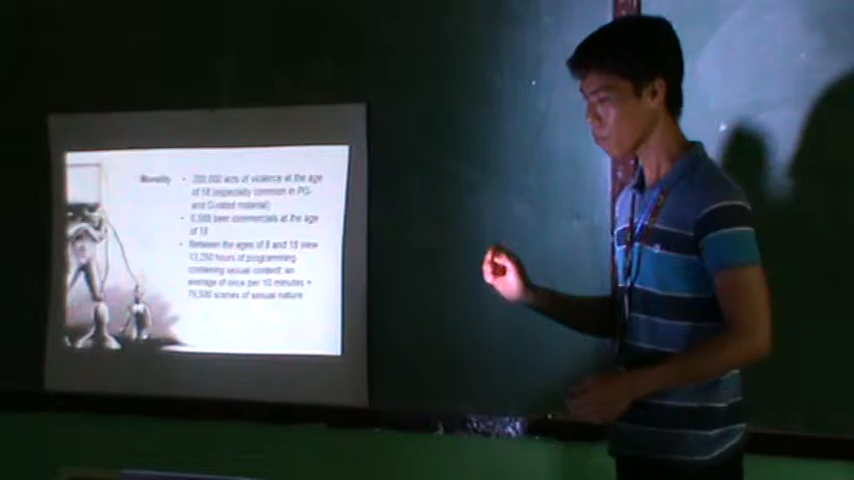 Morality • 200,000 acts of violence at the age
of 18 (especially common in PG-
and G-rated material)
• beer commercials at the age
of 18
• Between the ages of 8 and 18 view
13,250 hours of programming
containing sexual content; an
average of once per 10 minutes =
79,500 scenes of sexual nature